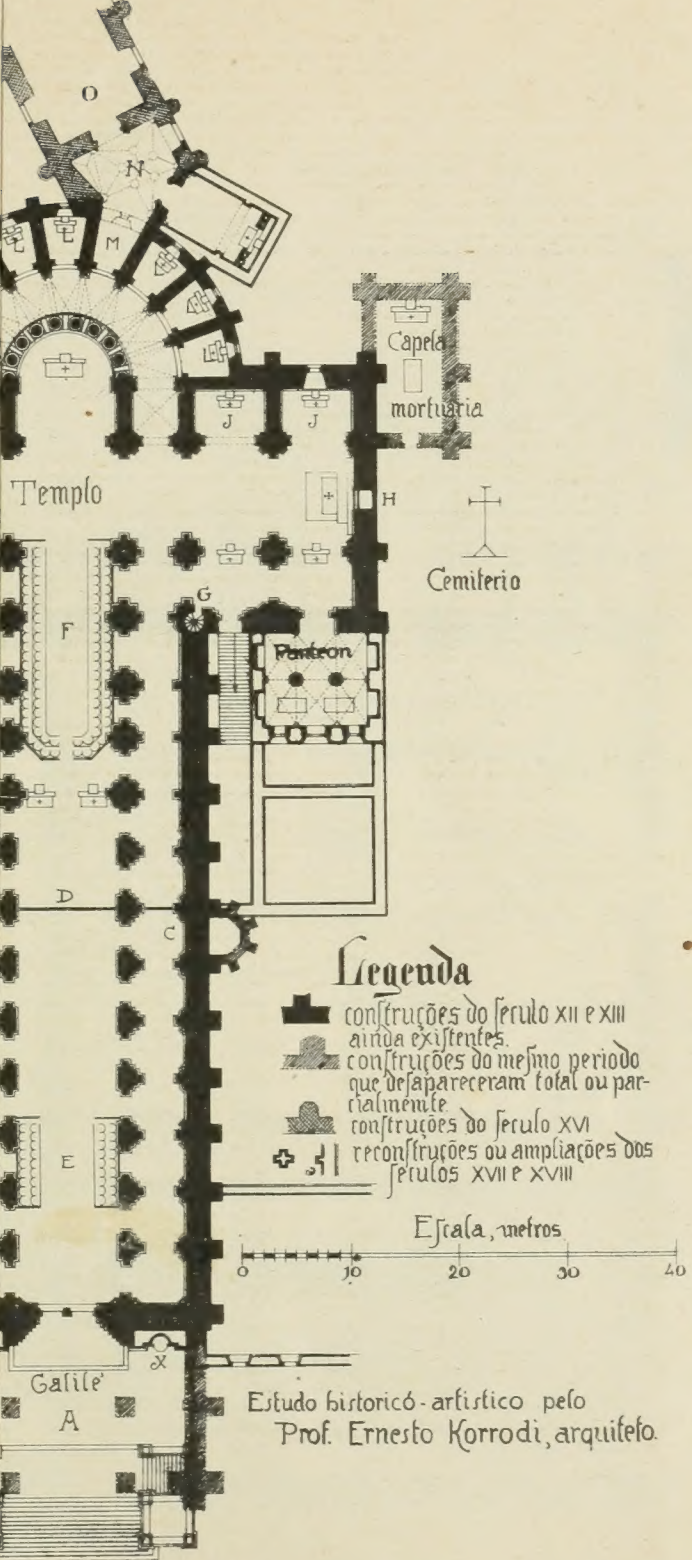 O
N
L
L
M
L
L
L
Capela
mortuaria
J
J
Templo
H
Cemiterio
G
F
Panteon
D
C
Legenda
construções do seculo XII e XIII
ainda existentes.
construções do mesmo periodo
que desapareceram total ou par-
cialmente
construções do seculo XVI
reconstruções ou ampliações dos
seculos XVII e XVIII
E
Escala, metros
0 10 20 30 40
X
Galilé
A
Estudo historicó-artistico pelo
Prof. Ernesto Korrodi, arquiteto.